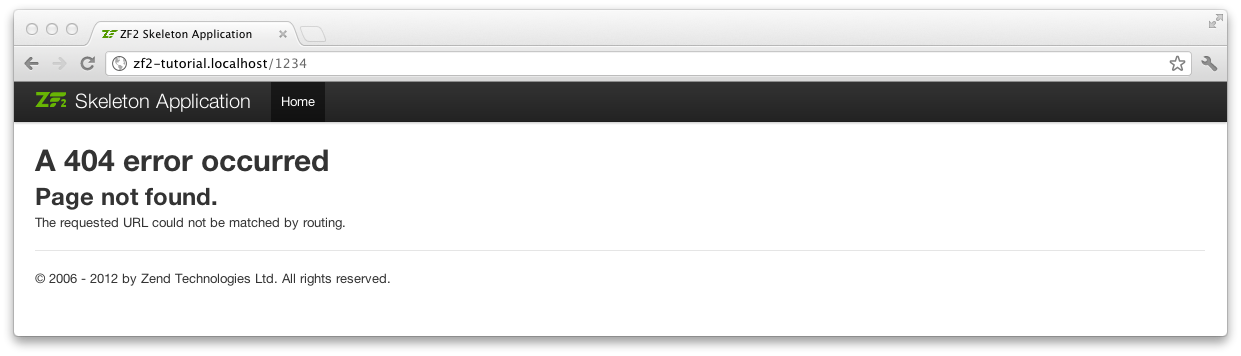 ZF2 Skeleton Application
zf2-tutorial.localhost/1234
ZF2 Skeleton Application Home
A 404 error occurred
Page not found.
The requested URL could not be matched by routing.
© 2006 - 2012 by Zend Technologies Ltd. All rights reserved.